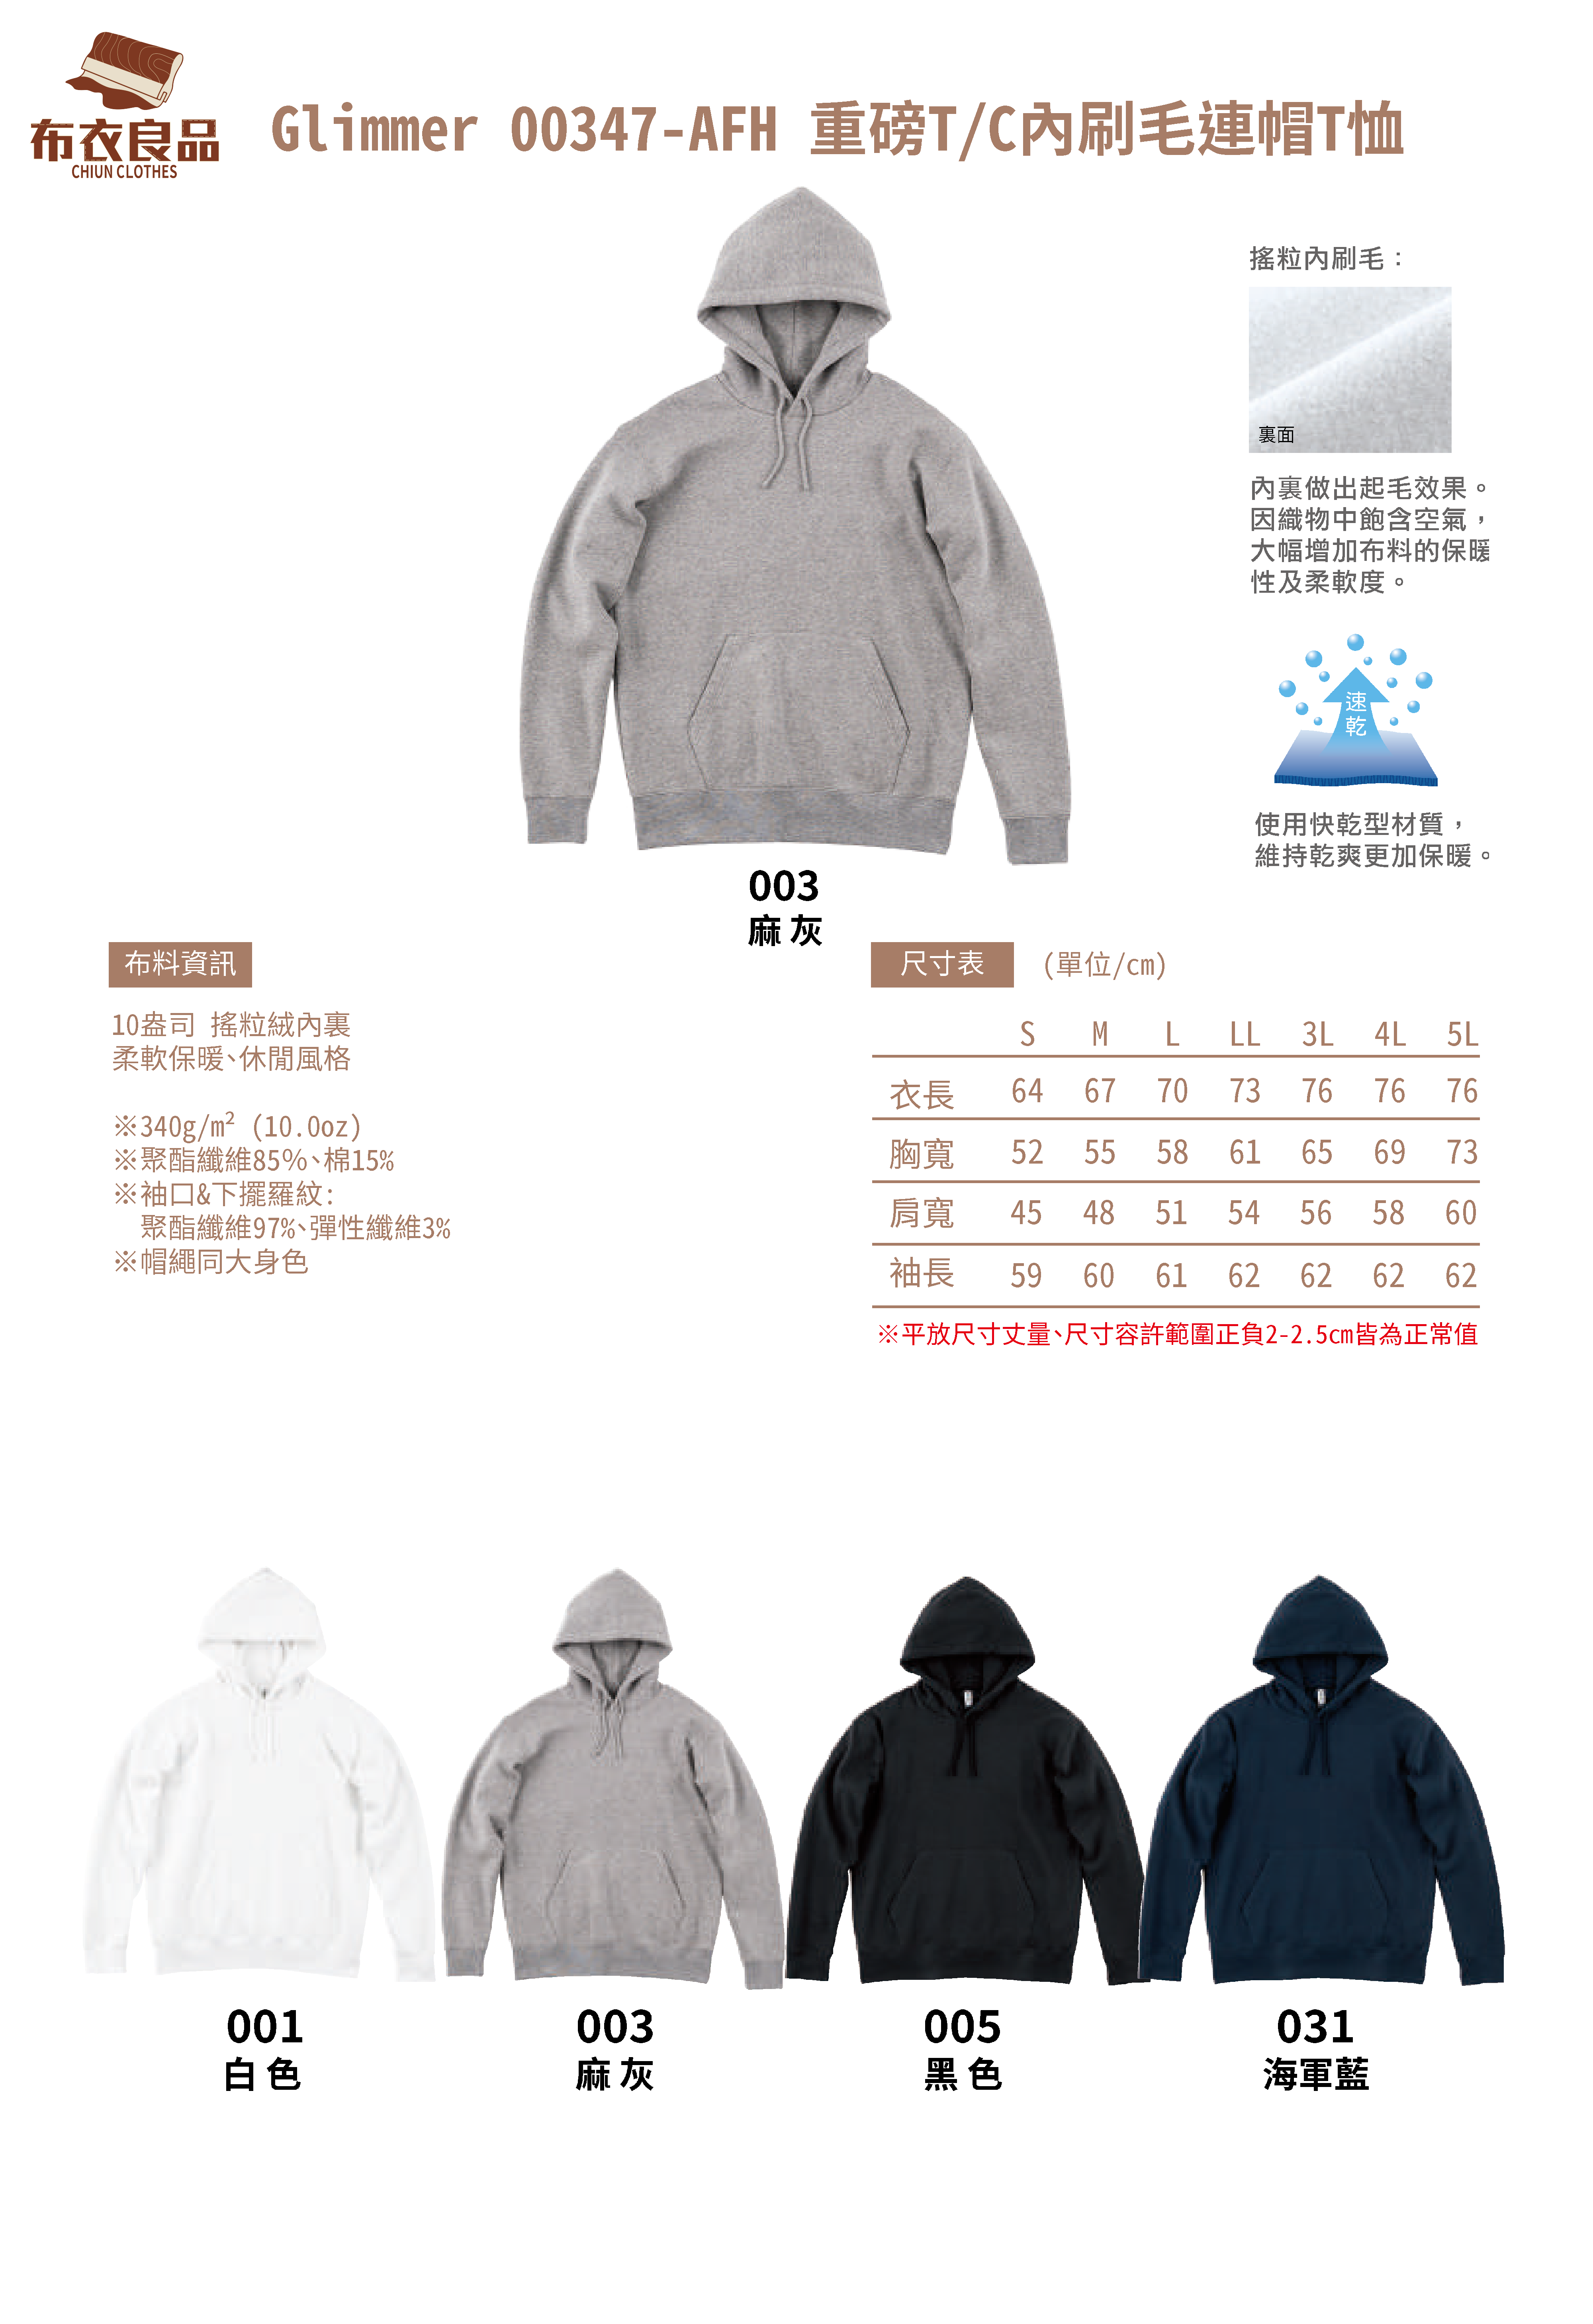 布衣良品
CHIUN CLOTHES
Glimmer 00347-AFH 重磅T/C內刷毛連帽T恤
搖粒內刷毛：
裏面
內裏做出起毛效果。
因織物中飽含空氣，
大幅增加布料的保暖
性及柔軟度。
速
乾
使用快乾型材質，
維持乾爽更加保暖。
003
麻灰
布料資訊
10盎司 搖粒絨內裏
柔軟保暖、休閒風格
※340g/m² (10.0oz)
※聚酯纖維85%、棉15%
※袖口&下擺羅紋:
聚酯纖維97%、彈性纖維3%
※帽繩同大身色
尺寸表 (單位/cm)
S M L LL 3L 4L 5L
衣長 64 67 70 73 76 76 76
胸寬 52 55 58 61 65 69 73
肩寬 45 48 51 54 56 58 60
袖長 59 60 61 62 62 62 62
※平放尺寸丈量、尺寸容許範圍正負2-2.5cm皆為正常值
001
白色
003
麻灰
005
黑色
031
海軍藍